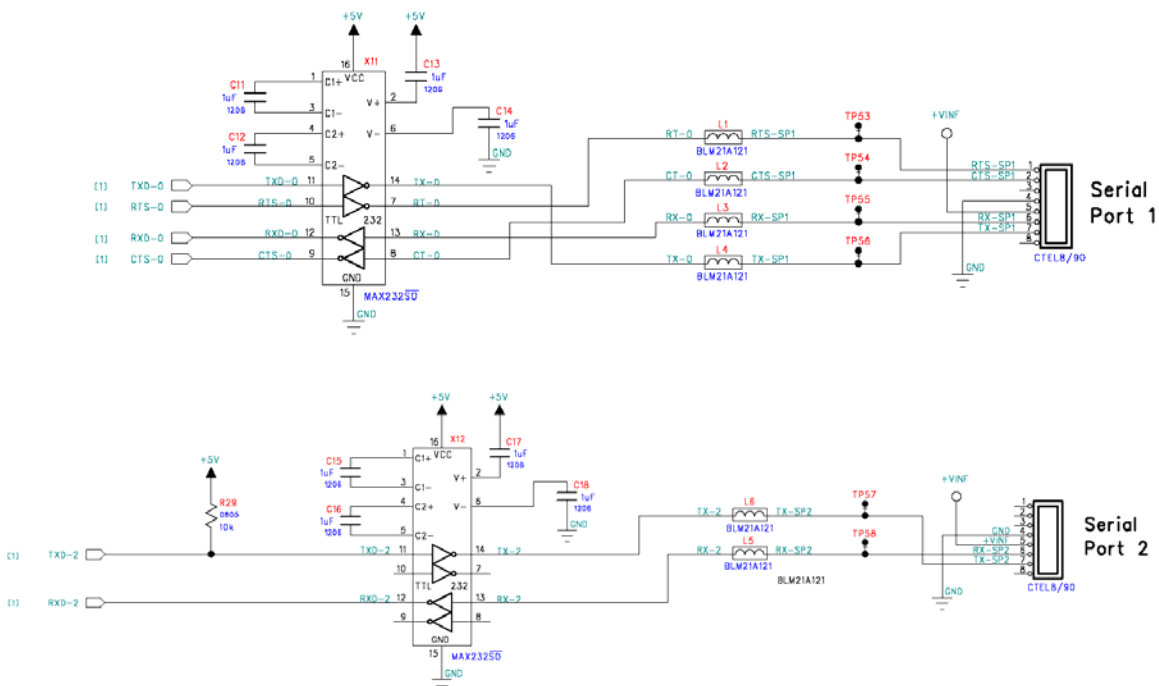 +5V +5V
16 X11 C13
VCC 1uF
C11 1 C1+ 1206
1uF V+ 2
1206 3 C1- C14
C12 4 C2+ V- 6 1uF
1uF 1206
1206 5 C2- GND
[1] TXD-0 TXD-0 11 14 TX-0
[1] RTS-0 RTS-0 10 7 RT-0
TTL 232
[1] RXD-0 RXD-0 12 13 RX-0
[1] CTS-0 CTS-0 9 8 CT-0
GND
15 MAX232SO
GND
RT-0 L1 RTS-SP1 TP53
BLM21A121
CT-0 L2 CTS-SP1 TP54
BLM21A121
RX-0 L3 RX-SP1 TP55
BLM21A121
TX-0 L4 TX-SP1 TP56
BLM21A121
+VINF
RTS-SP1 1
CTS-SP1 2
3
4
5
RX-SP1 6
TX-SP1 7
8
GND
CTEL8/90
Serial
Port 1
+5V +5V
16 X12 C17
VCC 1uF
C15 1 C1+ 1206
1uF V+ 2
1206 3 C1- C18
C16 4 C2+ V- 6 1uF
1uF 1206
1206 5 C2- GND
+5V
R29
0805
10k
[1] TXD-2 TXD-2 11 14 TX-2
10 7
TTL 232
[1] RXD-2 RXD-2 12 13 RX-2
9 8
GND
15 MAX232SO
GND
TX-2 L6 TX-SP2 TP57
BLM21A121
RX-2 L5 RX-SP2 TP58
BLM21A121 BLM21A121
+VINF
1
2
3
GND 4
+VINF 5
RX-SP2 6
TX-SP2 7
8
GND
CTEL8/90
Serial
Port 2